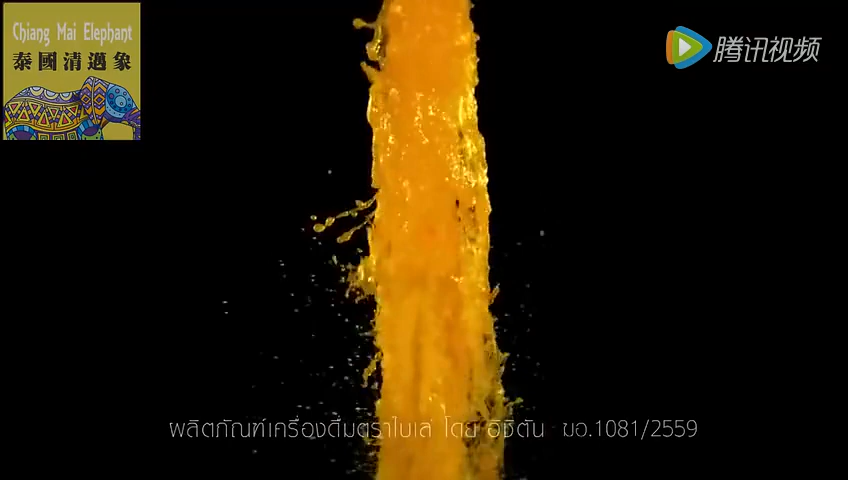 Chiang Mai Elephant
泰國清邁象
腾讯视频
ผลิตภัณฑ์เครื่องดื่มตราไบเล่ โดย อิชิตัน ฆอ.1081/2559